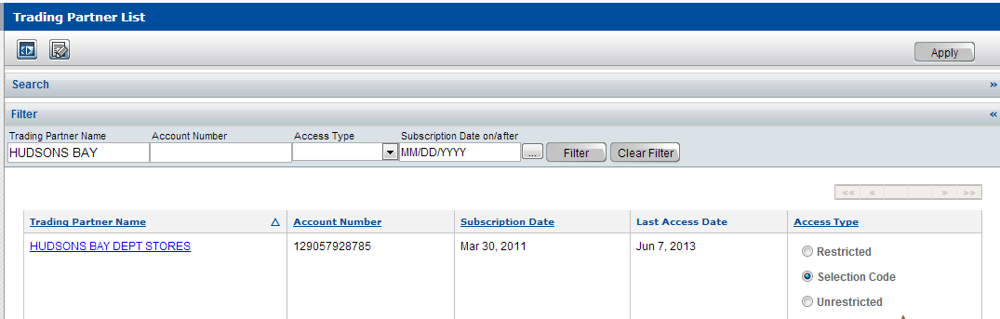 Trading Partner List
Apply
Search »
Filter «
Trading Partner Name Account Number Access Type Subscription Date on/after
HUDSONS BAY MM/DD/YYYY ... Filter Clear Filter
<< < > >>
Trading Partner Name Account Number Subscription Date Last Access Date Access Type
HUDSONS BAY DEPT STORES 129057928785 Mar 30, 2011 Jun 7, 2013
Restricted
Selection Code
Unrestricted